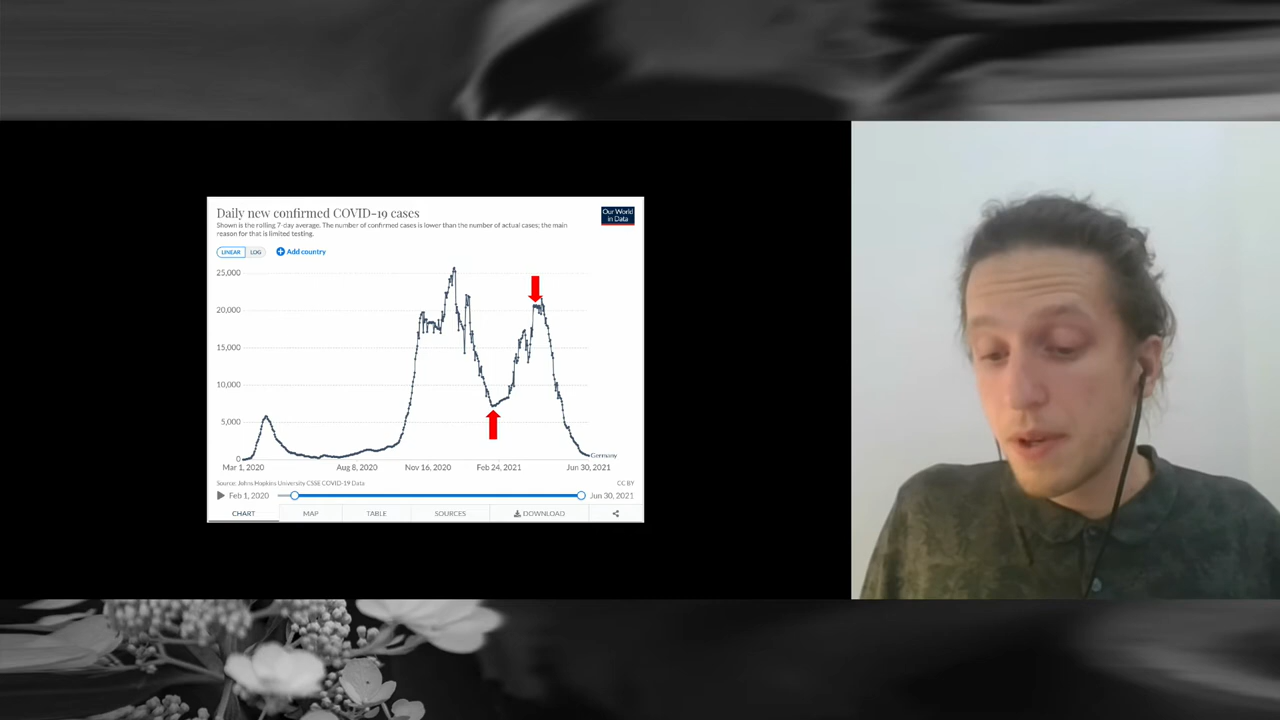 Daily new confirmed COVID-19 cases
Shown is the rolling 7-day average. The number of confirmed cases is lower than the number of actual cases; the main
reason for that is limited testing.
Our World
in Data
LINEAR LOG
Add country
25,000
20,000
15,000
10,000
5,000
0
Germany
Mar 1, 2020 Aug 8, 2020 Nov 16, 2020 Feb 24, 2021 Jun 30, 2021
Source: Johns Hopkins University CSSE COVID-19 Data CC BY
Feb 1, 2020 Jun 30, 2021
CHART MAP TABLE SOURCES DOWNLOAD